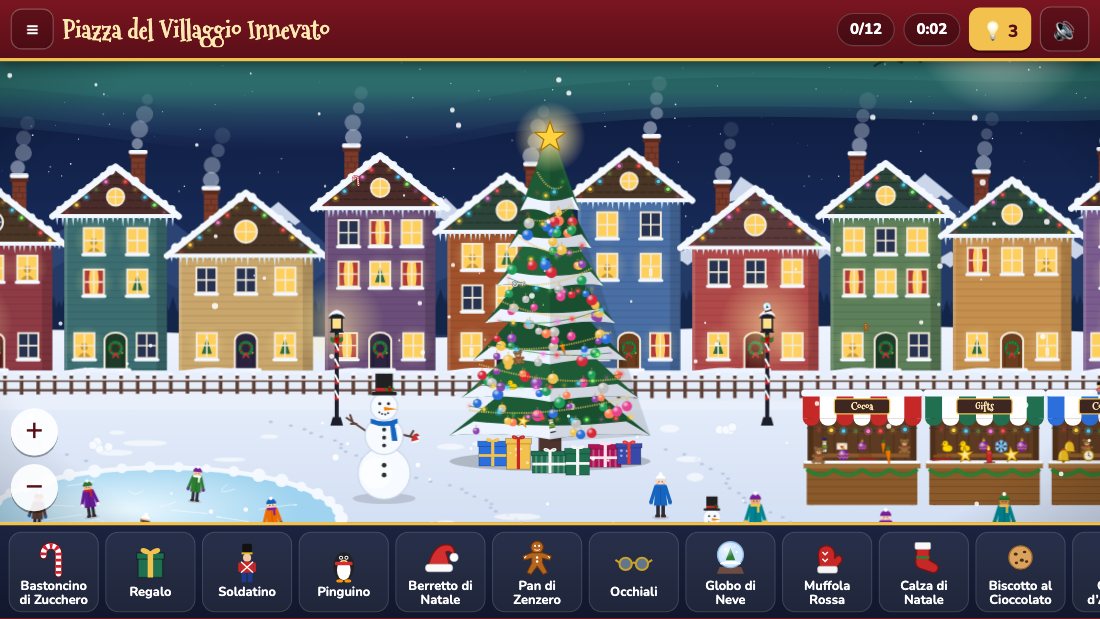 Piazza del Villaggio Innevato
0/12
0:02
3
Cocoa
Gifts
Bastoncino
di Zucchero
Regalo
Soldatino
Pinguino
Berretto di
Natale
Pan di
Zenzero
Occhiali
Globo di
Neve
Muffola
Rossa
Calza di
Natale
Biscotto al
Cioccolato